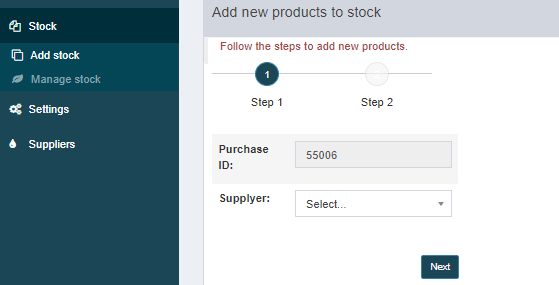 Stock
Add stock
Manage stock
Settings
Suppliers
Add new products to stock
Follow the steps to add new products.
1
Step 1
2
Step 2
Purchase
ID:
55006
Supplyer:
Select...
Next